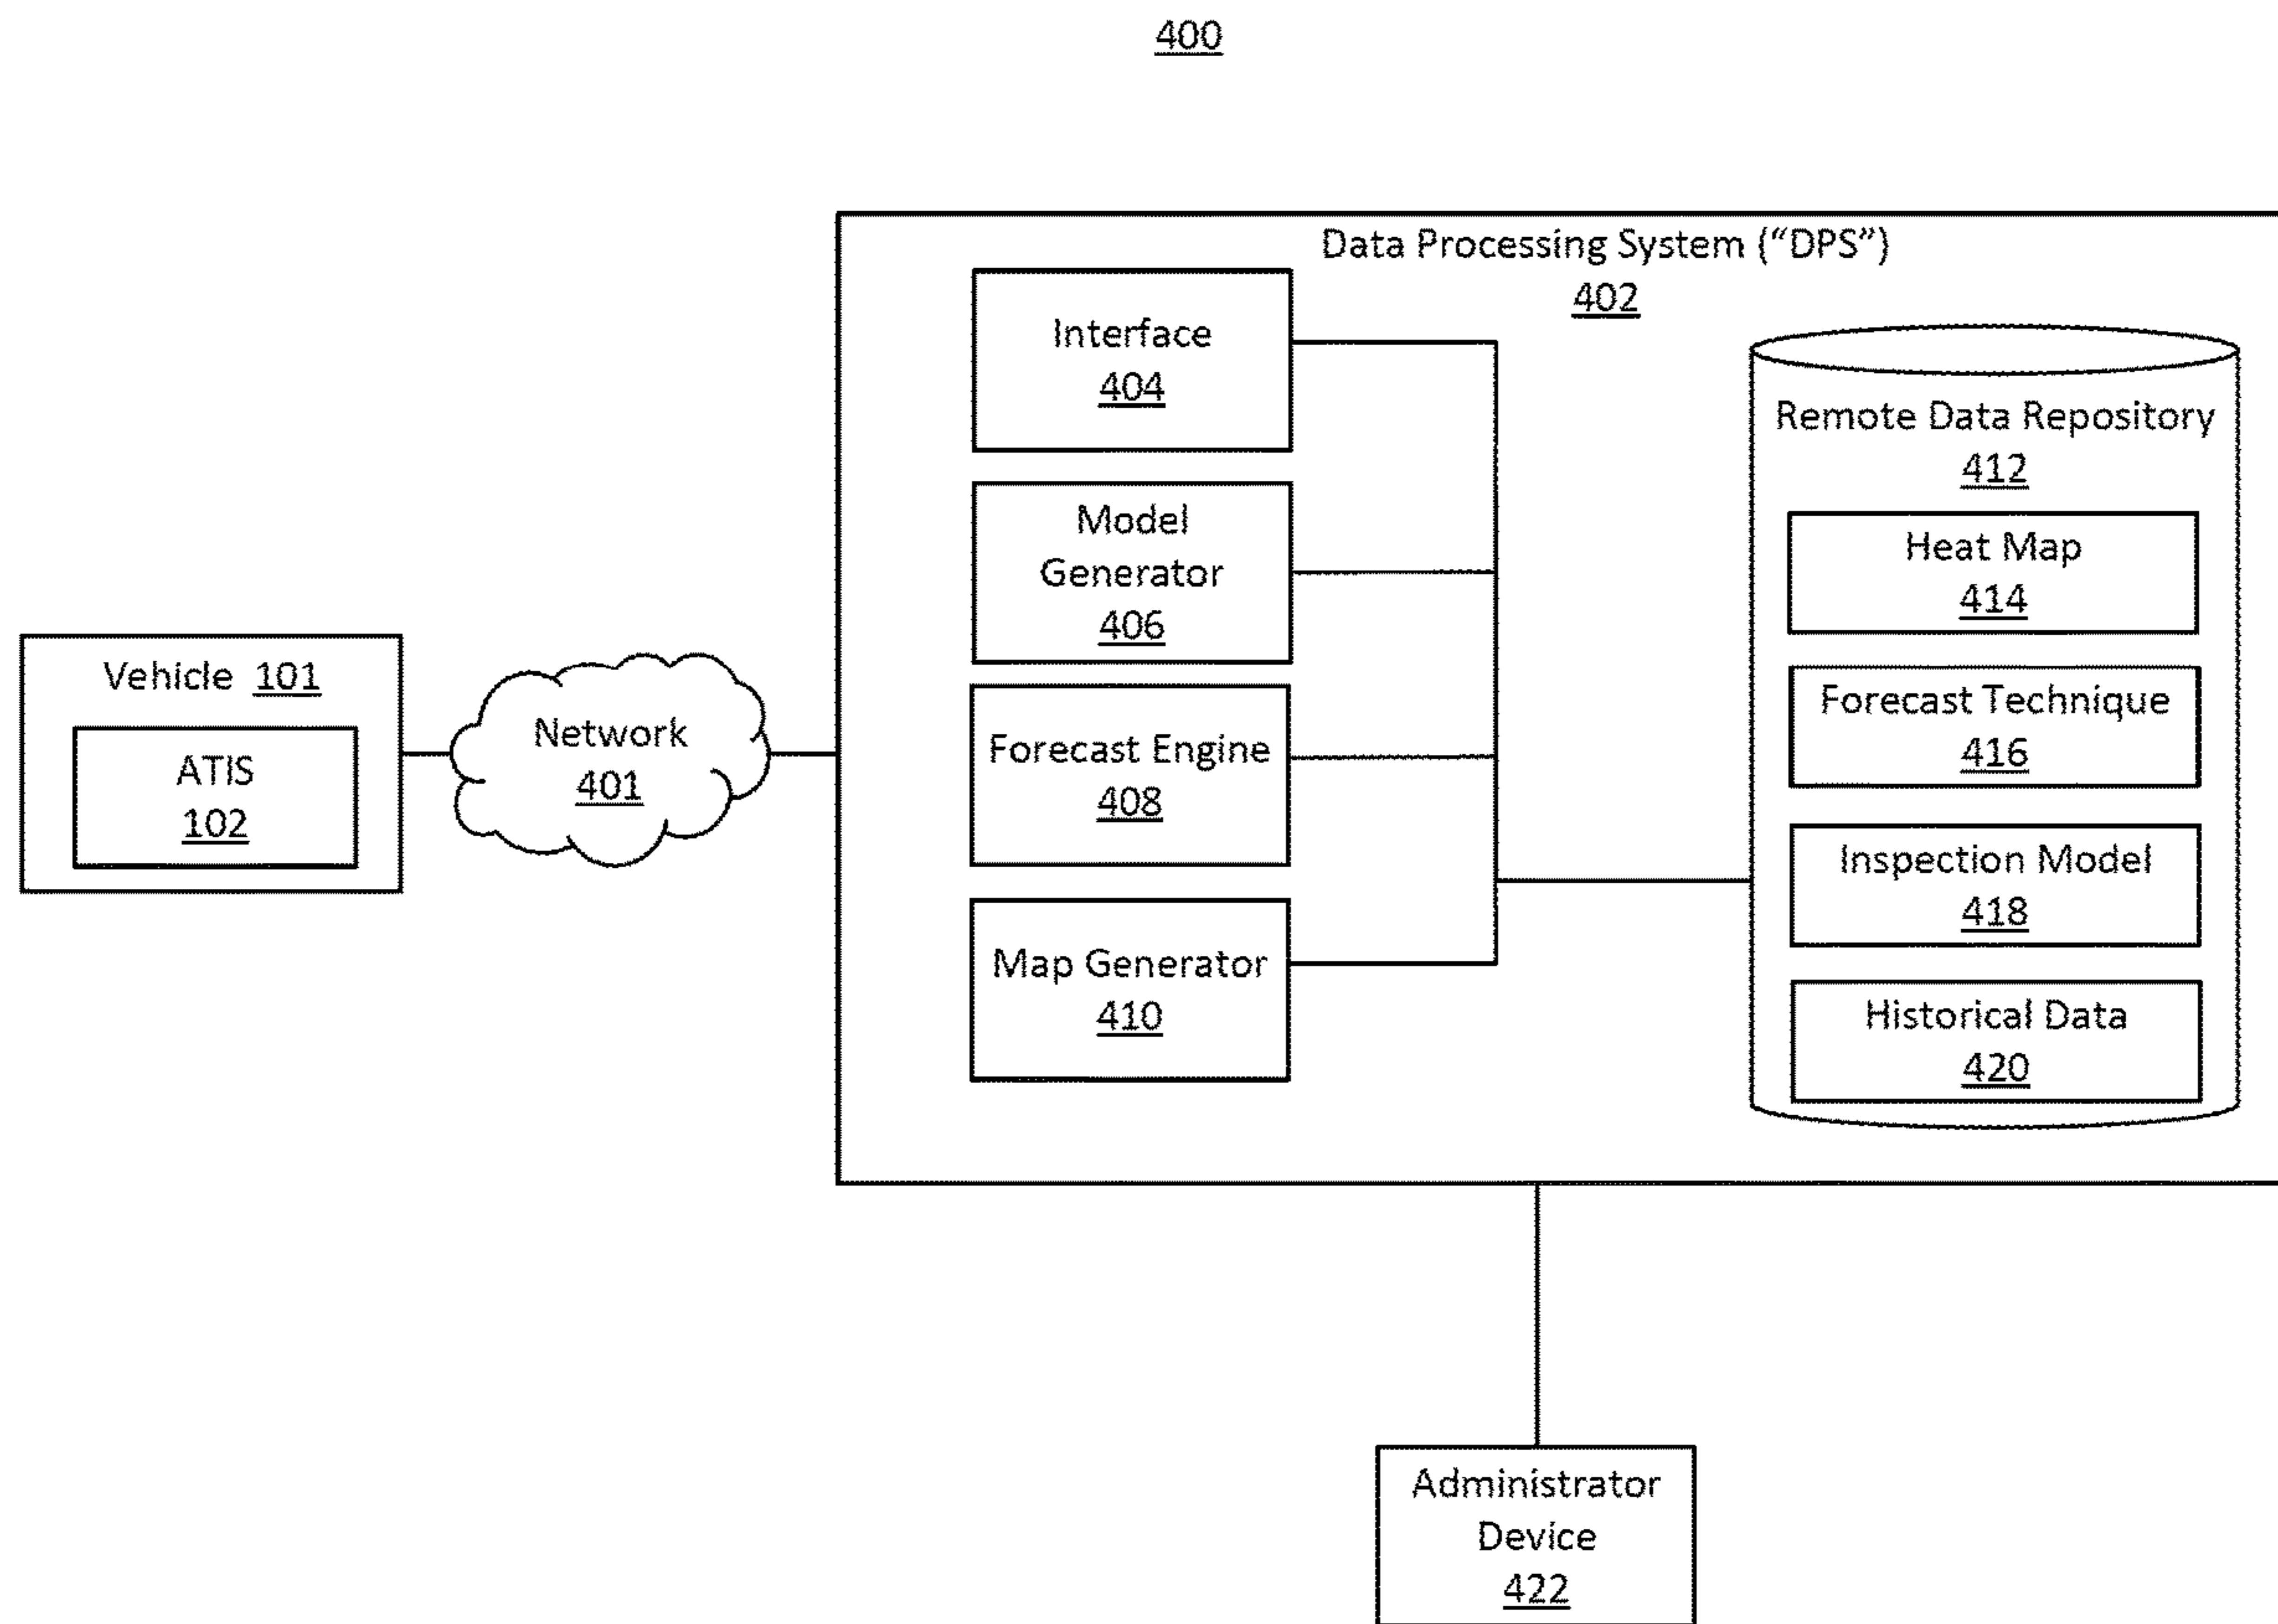 400
Data Processing System (“DPS”)
402
Interface
404
Model
Generator
406
Forecast Engine
408
Map Generator
410
Remote Data Repository
412
Heat Map
414
Forecast Technique
416
Inspection Model
418
Historical Data
420
Vehicle 101
ATIS
102
Network
401
Administrator
Device
422